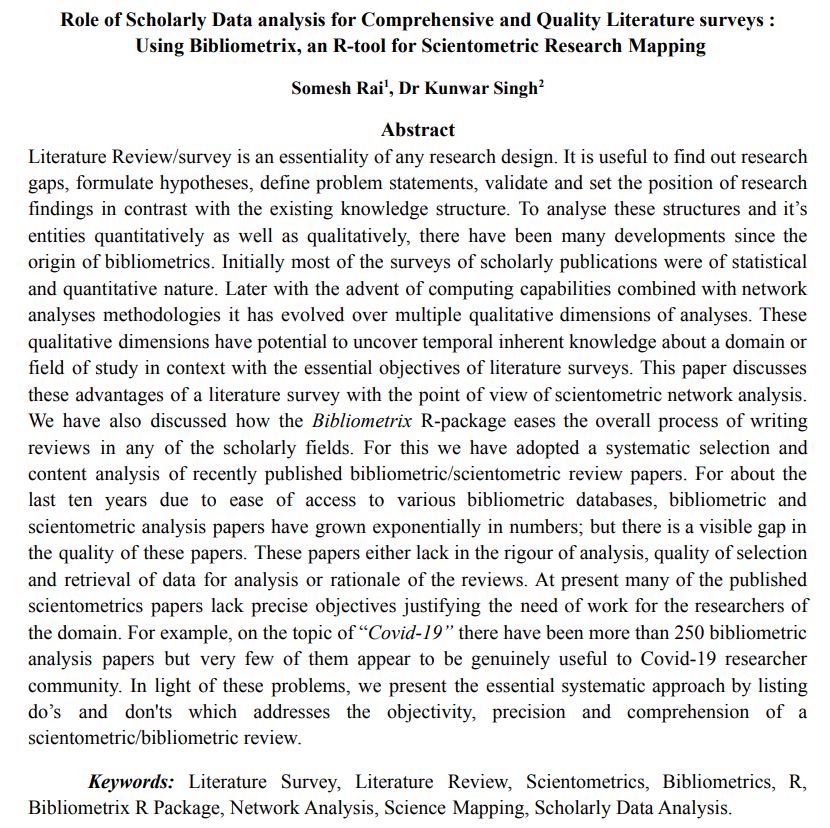 Role of Scholarly Data analysis for Comprehensive and Quality Literature surveys :
Using Bibliometrix, an R-tool for Scientometric Research Mapping
Somesh Rai1, Dr Kunwar Singh2
Abstract
Literature Review/survey is an essentiality of any research design. It is useful to find out research
gaps, formulate hypotheses, define problem statements, validate and set the position of research
findings in contrast with the existing knowledge structure. To analyse these structures and it’s
entities quantitatively as well as qualitatively, there have been many developments since the
origin of bibliometrics. Initially most of the surveys of scholarly publications were of statistical
and quantitative nature. Later with the advent of computing capabilities combined with network
analyses methodologies it has evolved over multiple qualitative dimensions of analyses. These
qualitative dimensions have potential to uncover temporal inherent knowledge about a domain or
field of study in context with the essential objectives of literature surveys. This paper discusses
these advantages of a literature survey with the point of view of scientometric network analysis.
We have also discussed how the Bibliometrix R-package eases the overall process of writing
reviews in any of the scholarly fields. For this we have adopted a systematic selection and
content analysis of recently published bibliometric/scientometric review papers. For about the
last ten years due to ease of access to various bibliometric databases, bibliometric and
scientometric analysis papers have grown exponentially in numbers; but there is a visible gap in
the quality of these papers. These papers either lack in the rigour of analysis, quality of selection
and retrieval of data for analysis or rationale of the reviews. At present many of the published
scientometrics papers lack precise objectives justifying the need of work for the researchers of
the domain. For example, on the topic of “Covid-19” there have been more than 250 bibliometric
analysis papers but very few of them appear to be genuinely useful to Covid-19 researcher
community. In light of these problems, we present the essential systematic approach by listing
do’s and don'ts which addresses the objectivity, precision and comprehension of a
scientometric/bibliometric review.
Keywords: Literature Survey, Literature Review, Scientometrics, Bibliometrics, R,
Bibliometrix R Package, Network Analysis, Science Mapping, Scholarly Data Analysis.